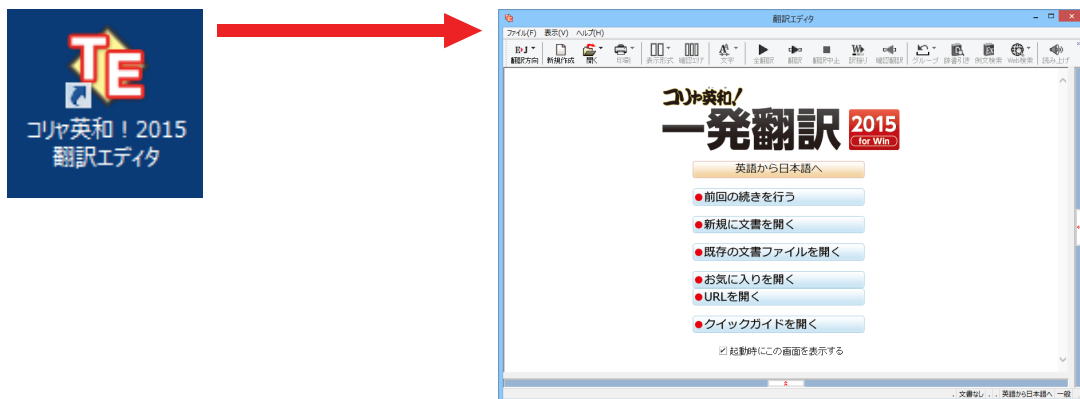 TE
コリャ英和！2015
翻訳エディタ
翻訳エディタ
ファイル(F) 表示(V) ヘルプ(H)
E▸J
翻訳方向 新規作成 開く 印刷 表示形式 確認エリア 文字 全翻訳 翻訳 翻訳中止 訳振り 確認翻訳 グループ 辞書引き 例文検索 Web検索 読み上げ
コリャ英和！
一発翻訳 2015
for Win
英語から日本語へ
●前回の続きを行う
●新規に文書を開く
●既存の文書ファイルを開く
●お気に入りを開く
●URLを開く
●クイックガイドを開く
起動時にこの画面を表示する
文書なし 英語から日本語へ 一般